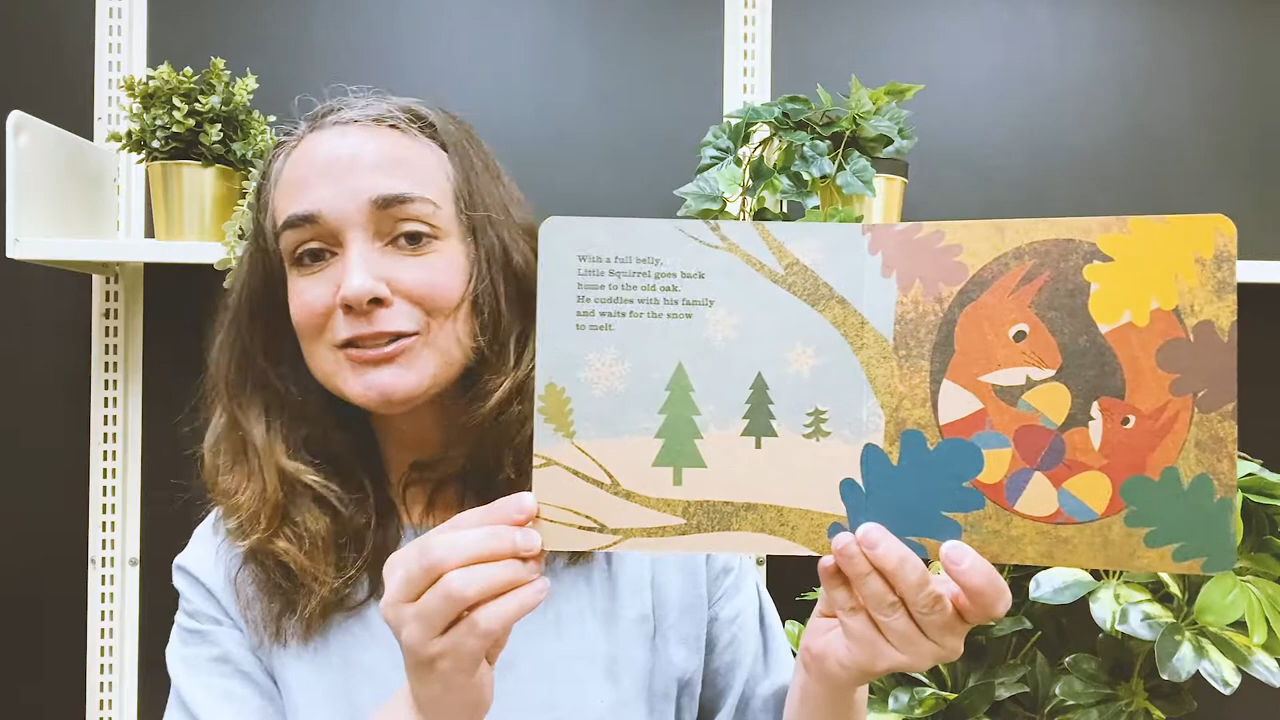 With a full belly,
Little Squirrel goes back
home to the old oak.
He cuddles with his family
and waits for the snow
to melt.